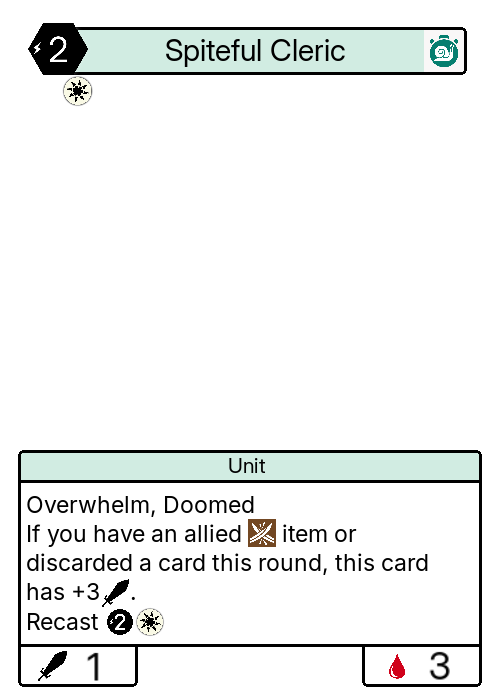 2 Spiteful Cleric
Unit
Overwhelm, Doomed
If you have an allied item or
discarded a card this round, this card
has +3.
Recast 2
1 3